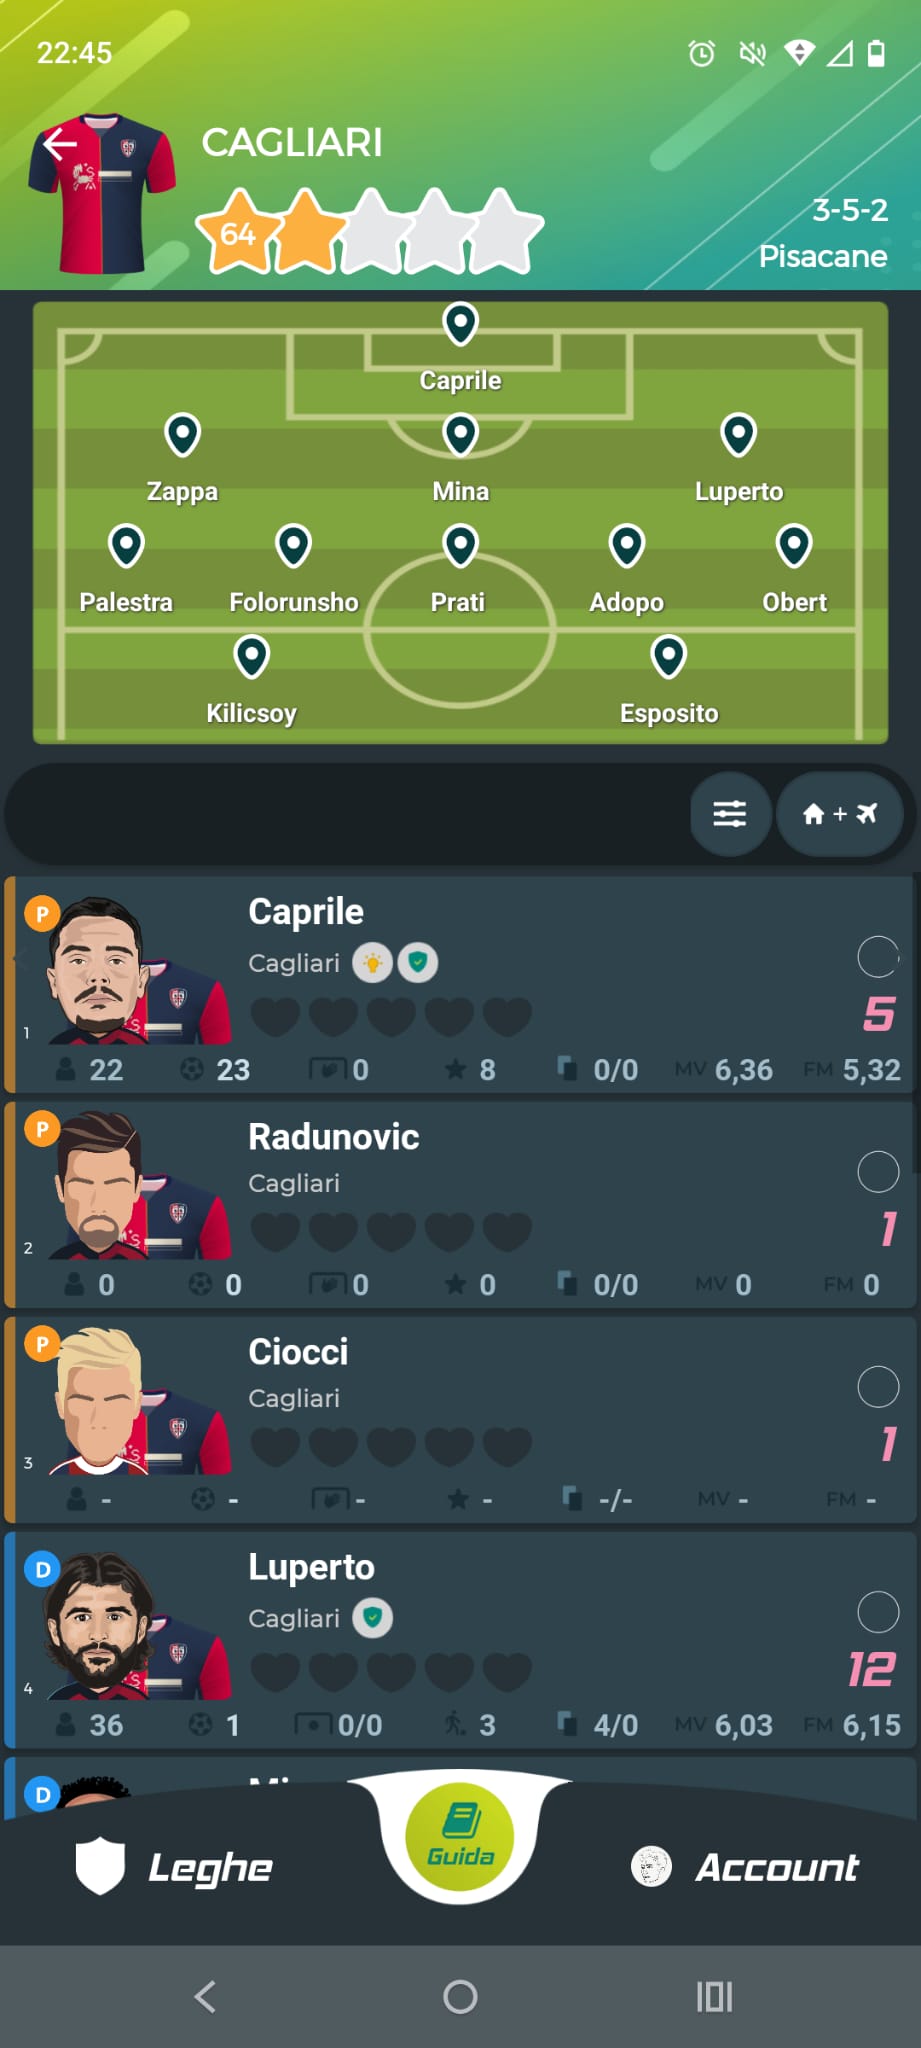 22:45
CAGLIARI
64
3-5-2
Pisacane
Caprile
Zappa Mina Luperto
Palestra Folorunsho Prati Adopo Obert
Kilicsoy Esposito
+
P
Caprile
Cagliari
5
1
22 23 0 8 0/0 MV 6,36 FM 5,32
P
Radunovic
Cagliari
1
2
0 0 0 0 0/0 MV 0 FM 0
P
Ciocci
Cagliari
1
3
- - - - -/- MV - FM -
D
Luperto
Cagliari
12
4
36 1 0/0 3 4/0 MV 6,03 FM 6,15
D
Leghe Guida Account